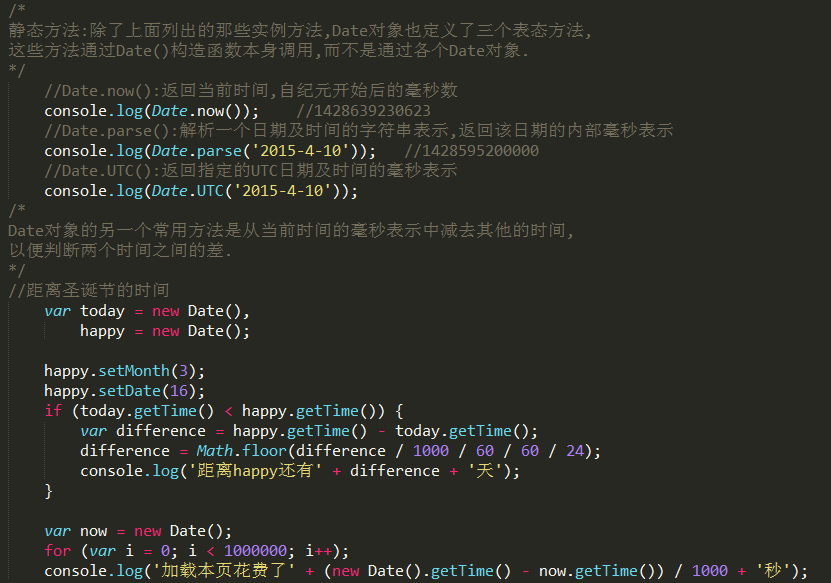 /*
静态方法:除了上面列出的那些实例方法,Date对象也定义了三个表态方法,
这些方法通过Date()构造函数本身调用,而不是通过各个Date对象.
*/
    //Date.now():返回当前时间,自纪元开始后的毫秒数
    console.log(Date.now());    //1428639230623
    //Date.parse():解析一个日期及时间的字符串表示,返回该日期的内部毫秒表示
    console.log(Date.parse('2015-4-10'));   //1428595200000
    //Date.UTC():返回指定的UTC日期及时间的毫秒表示
    console.log(Date.UTC('2015-4-10'));
/*
Date对象的另一个常用方法是从当前时间的毫秒表示中减去其他的时间,
以便判断两个时间之间的差.
*/
//距离圣诞节的时间
    var today = new Date(),
        happy = new Date();
    happy.setMonth(3);
    happy.setDate(16);
    if (today.getTime() < happy.getTime()) {
        var difference = happy.getTime() - today.getTime();
        difference = Math.floor(difference / 1000 / 60 / 60 / 24);
        console.log('距离happy还有' + difference + '天');
    }
    var now = new Date();
    for (var i = 0; i < 1000000; i++);
    console.log('加载本页花费了' + (new Date().getTime() - now.getTime()) / 1000 + '秒');